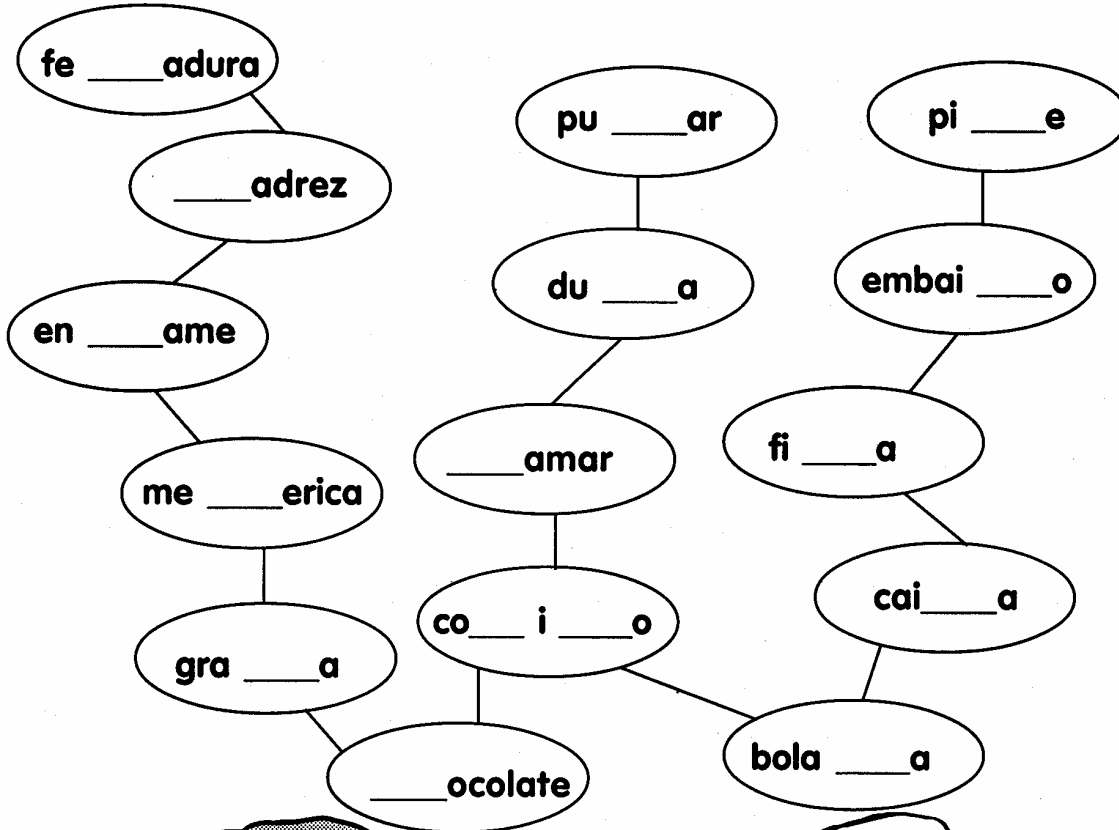 fe ____adura
____adrez
en ____ame
me ____erica
gra ____a
____ocolate
pu ____ar
du ____a
____amar
co___ i ____o
pi ____e
embai ____o
fi ____a
cai____a
bola ____a